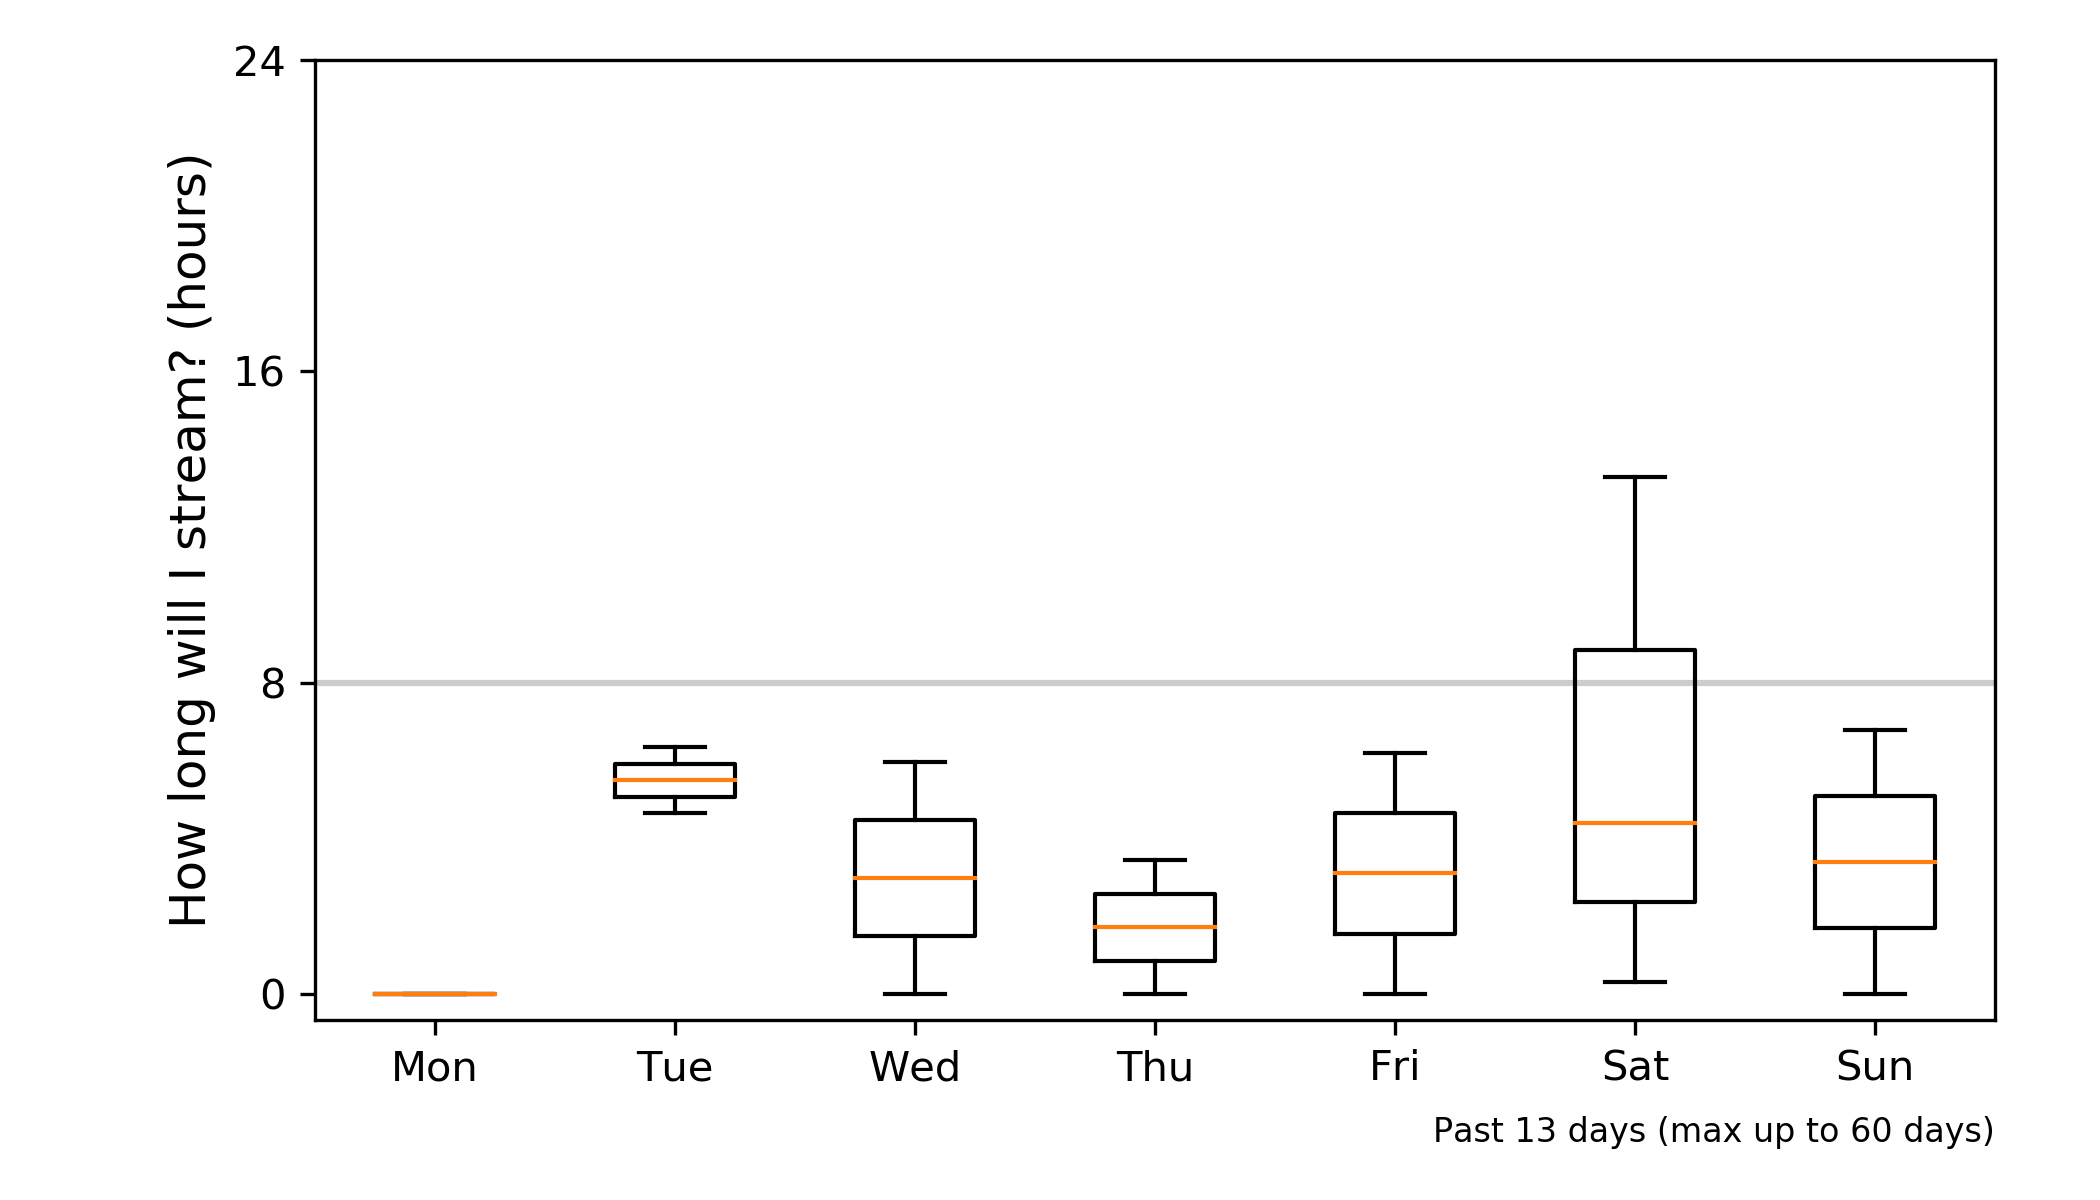 24
16
8
0
How long will I stream? (hours)
Mon Tue Wed Thu Fri Sat Sun
Past 13 days (max up to 60 days)